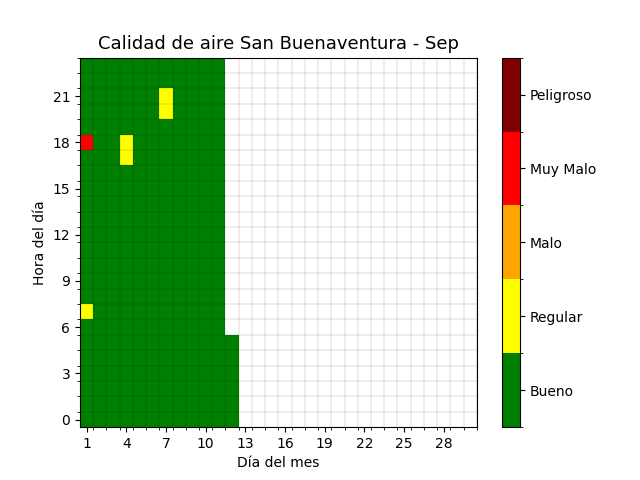 Calidad de aire San Buenaventura - Sep
Hora del día
21
18
15
12
9
6
3
0
1 4 7 10 13 16 19 22 25 28
Día del mes
Peligroso
Muy Malo
Malo
Regular
Bueno